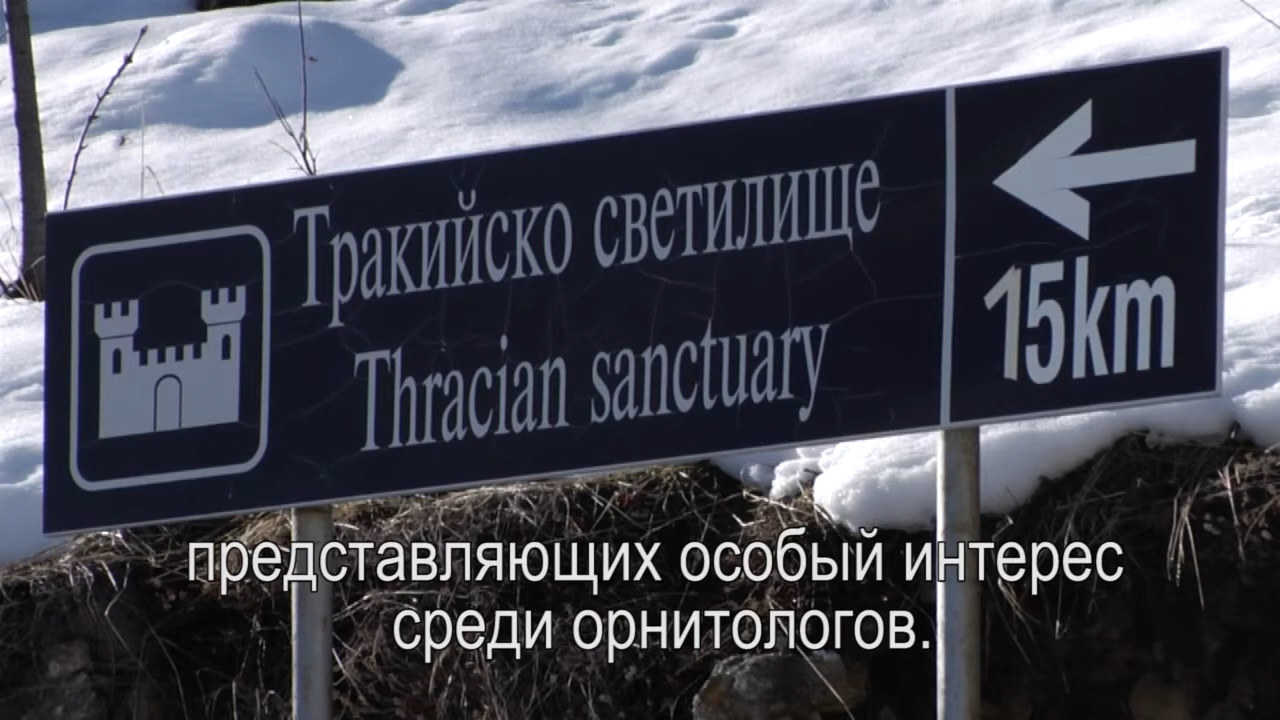 Тракийско светилище
Thracian sanctuary
15km
представляющих особый интерес
среди орнитологов.